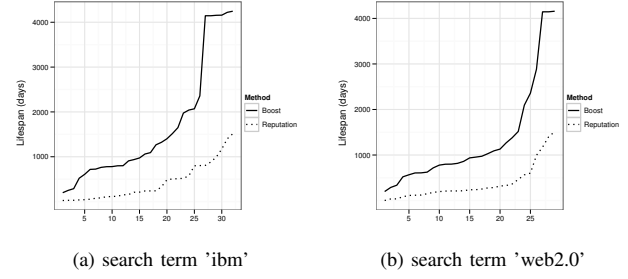 Lifespan (days)
4000
3000
2000
1000
5 10 15 20 25 30
Method
Boost
Reputation
(a) search term 'ibm'
Lifespan (days)
4000
3000
2000
1000
5 10 15 20 25
Method
Boost
Reputation
(b) search term 'web2.0'